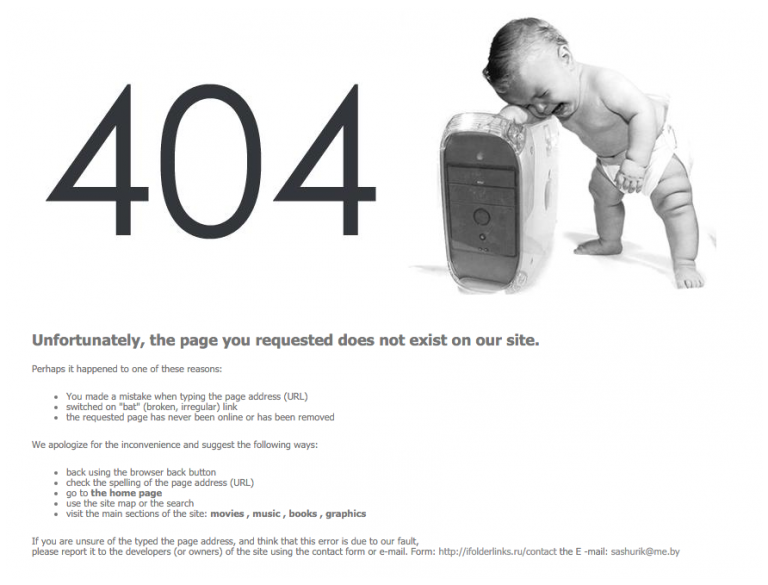 404
Unfortunately, the page you requested does not exist on our site.
Perhaps it happened to one of these reasons:
You made a mistake when typing the page address (URL)
switched on "bat" (broken, irregular) link
the requested page has never been online or has been removed
We apologize for the inconvenience and suggest the following ways:
back using the browser back button
check the spelling of the page address (URL)
go to the home page
use the site map or the search
visit the main sections of the site: movies , music , books , graphics
If you are unsure of the typed the page address, and think that this error is due to our fault,
please report it to the developers (or owners) of the site using the contact form or e-mail. Form: http://ifolderlinks.ru/contact the E -mail: sashurik@me.by